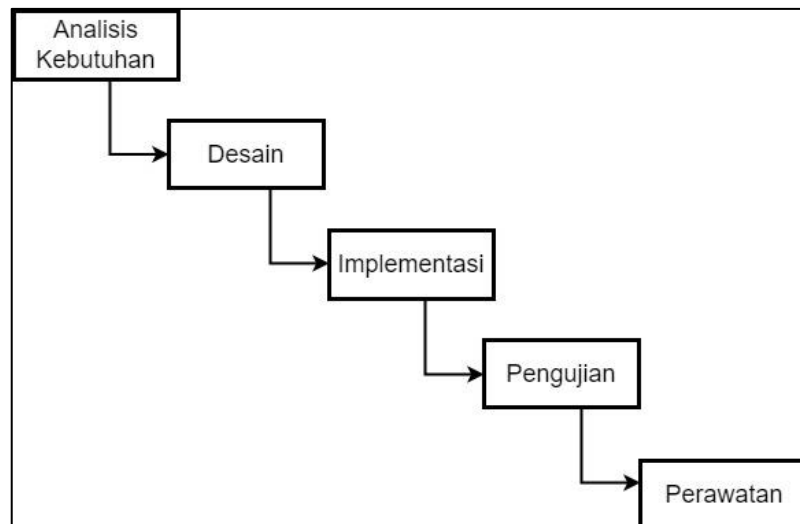 Analisis
Kebutuhan
Desain
Implementasi
Pengujian
Perawatan